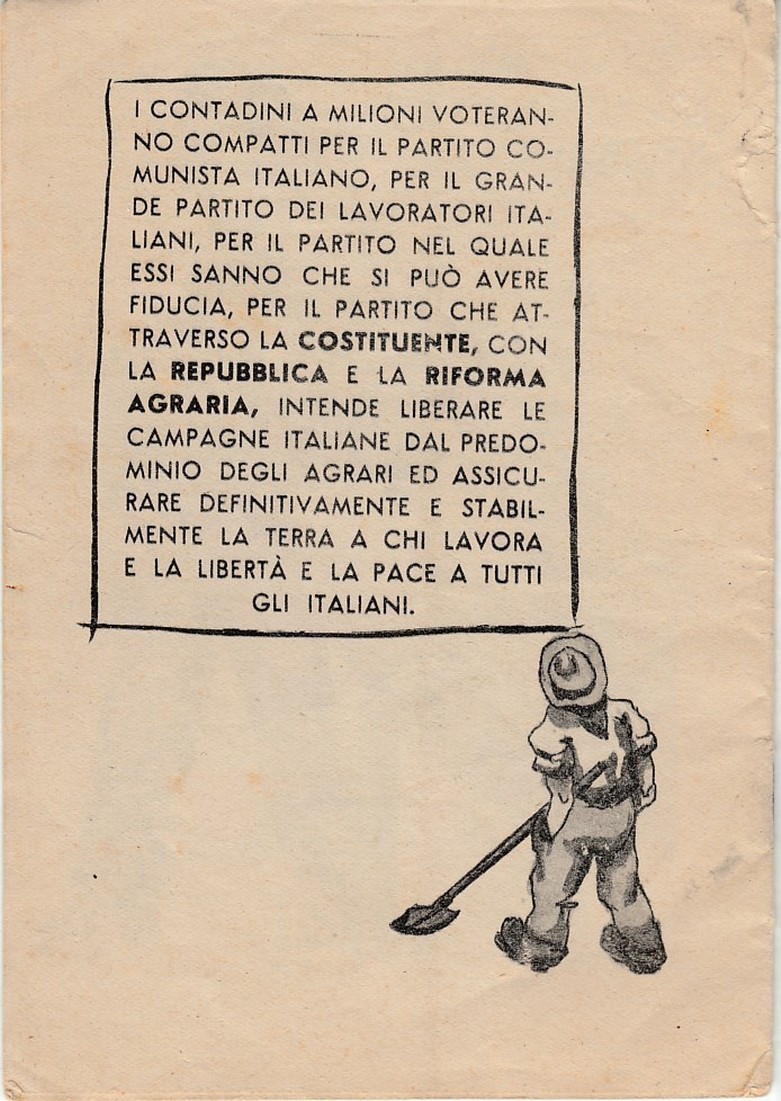 I CONTADINI A MILIONI VOTERAN-
NO COMPATTI PER IL PARTITO CO-
MUNISTA ITALIANO, PER IL GRAN-
DE PARTITO DEI LAVORATORI ITA-
LIANI, PER IL PARTITO NEL QUALE
ESSI SANNO CHE SI PUÒ AVERE
FIDUCIA, PER IL PARTITO CHE AT-
TRAVERSO LA COSTITUENTE, CON
LA REPUBBLICA E LA RIFORMA
AGRARIA, INTENDE LIBERARE LE
CAMPAGNE ITALIANE DAL PREDO-
MINIO DEGLI AGRARI ED ASSICU-
RARE DEFINITIVAMENTE E STABIL-
MENTE LA TERRA A CHI LAVORA
E LA LIBERTÀ E LA PACE A TUTTI
GLI ITALIANI.